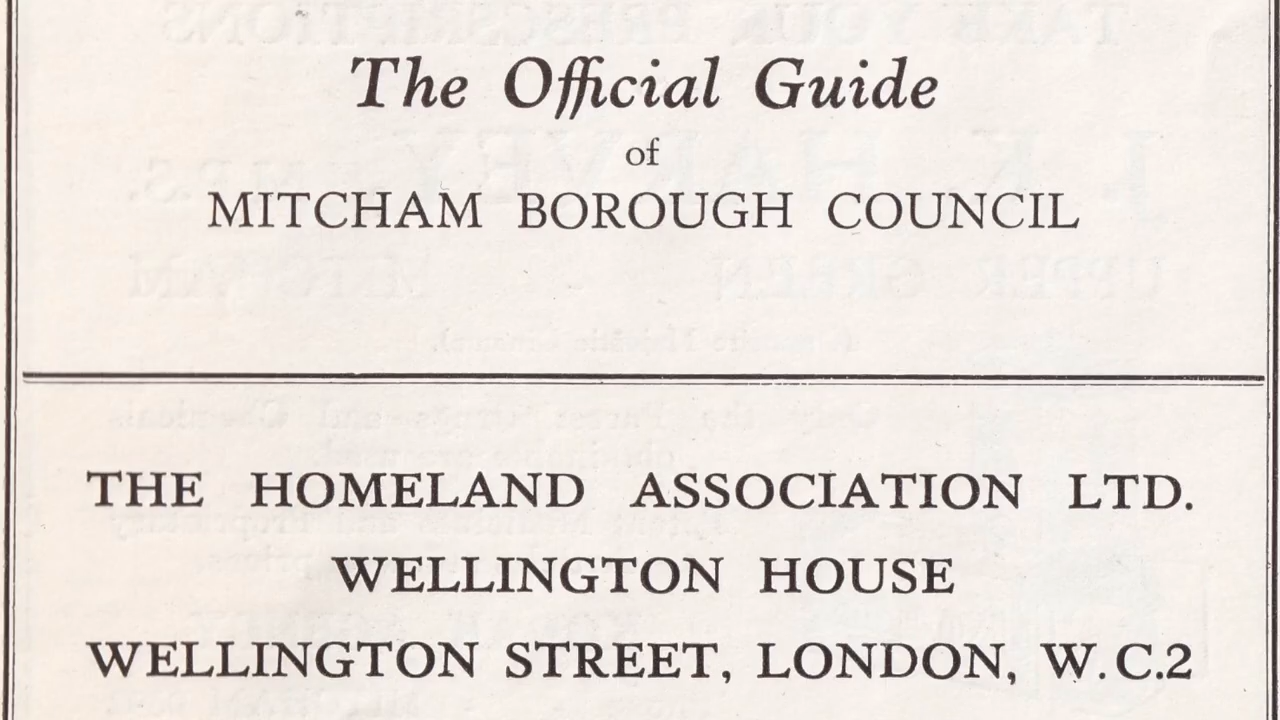 The Official Guide
of
MITCHAM BOROUGH COUNCIL
THE HOMELAND ASSOCIATION LTD.
WELLINGTON HOUSE
WELLINGTON STREET, LONDON, W.C.2